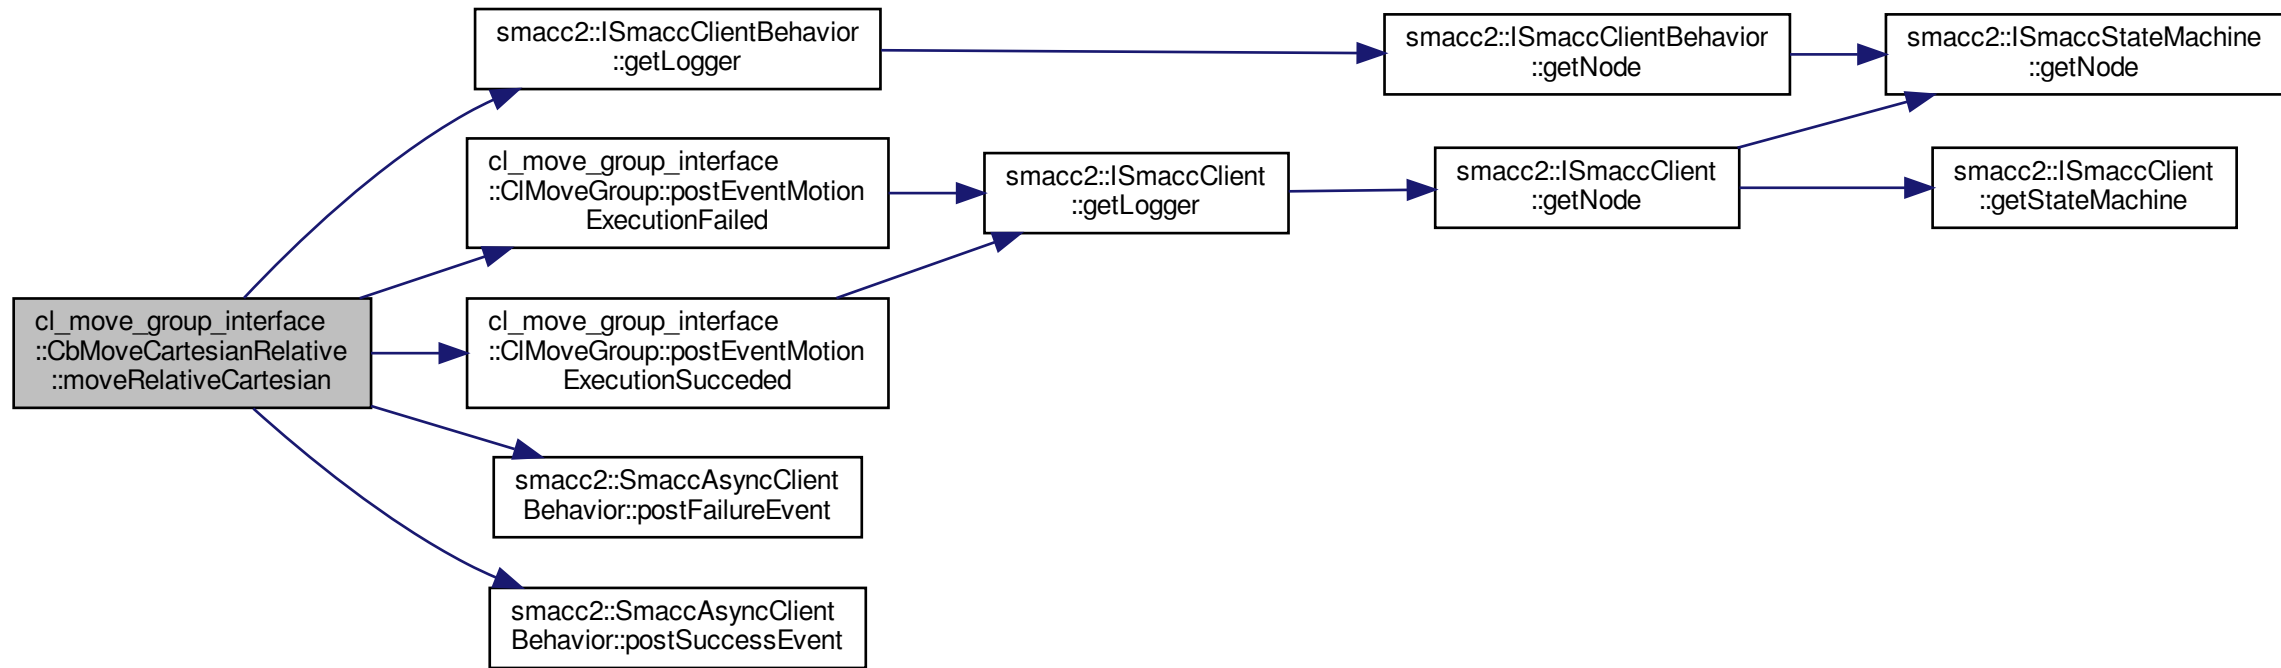 smacc2::ISmaccClientBehavior
::getLogger
smacc2::ISmaccClientBehavior
::getNode
smacc2::ISmaccStateMachine
::getNode
cl_move_group_interface
::ClMoveGroup::postEventMotion
ExecutionFailed
smacc2::ISmaccClient
::getLogger
smacc2::ISmaccClient
::getNode
smacc2::ISmaccClient
::getStateMachine
cl_move_group_interface
::CbMoveCartesianRelative
::moveRelativeCartesian
cl_move_group_interface
::ClMoveGroup::postEventMotion
ExecutionSucceded
smacc2::SmaccAsyncClient
Behavior::postFailureEvent
smacc2::SmaccAsyncClient
Behavior::postSuccessEvent